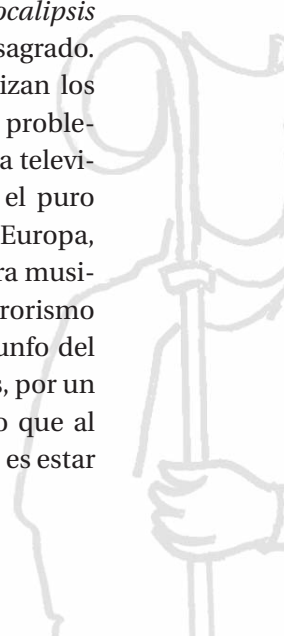 ocalipsis
sagrado.
izan los
proble-
a televi-
el puro
Europa,
ra musi-
rrorismo
unfo del
s, por un
o que al
es estar